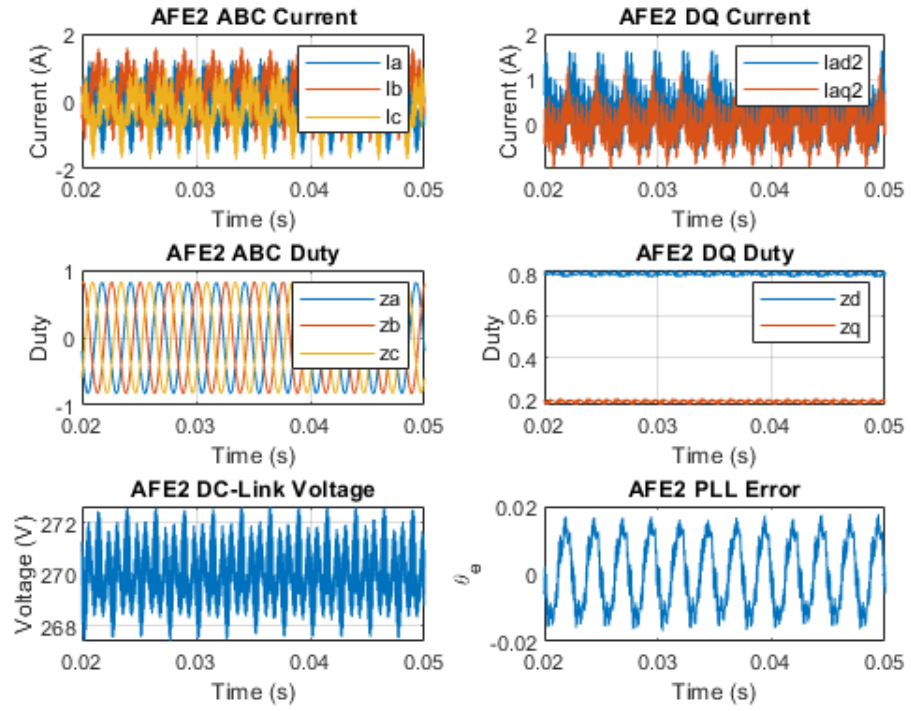 AFE2 ABC Current
Current (A)
2
0
-2
Ia
Ib
Ic
0.02 0.03 0.04 0.05
Time (s)
AFE2 DQ Current
Current (A)
2
1
0
Iad2
Iaq2
0.02 0.03 0.04 0.05
Time (s)
AFE2 ABC Duty
Duty
1
0
-1
za
zb
zc
0.02 0.03 0.04 0.05
Time (s)
AFE2 DQ Duty
Duty
0.8
0.6
0.4
0.2
zd
zq
0.02 0.03 0.04 0.05
Time (s)
AFE2 DC-Link Voltage
Voltage (V)
272
270
268
0.02 0.03 0.04 0.05
Time (s)
AFE2 PLL Error
θe
0.02
0
-0.02
0.02 0.03 0.04 0.05
Time (s)